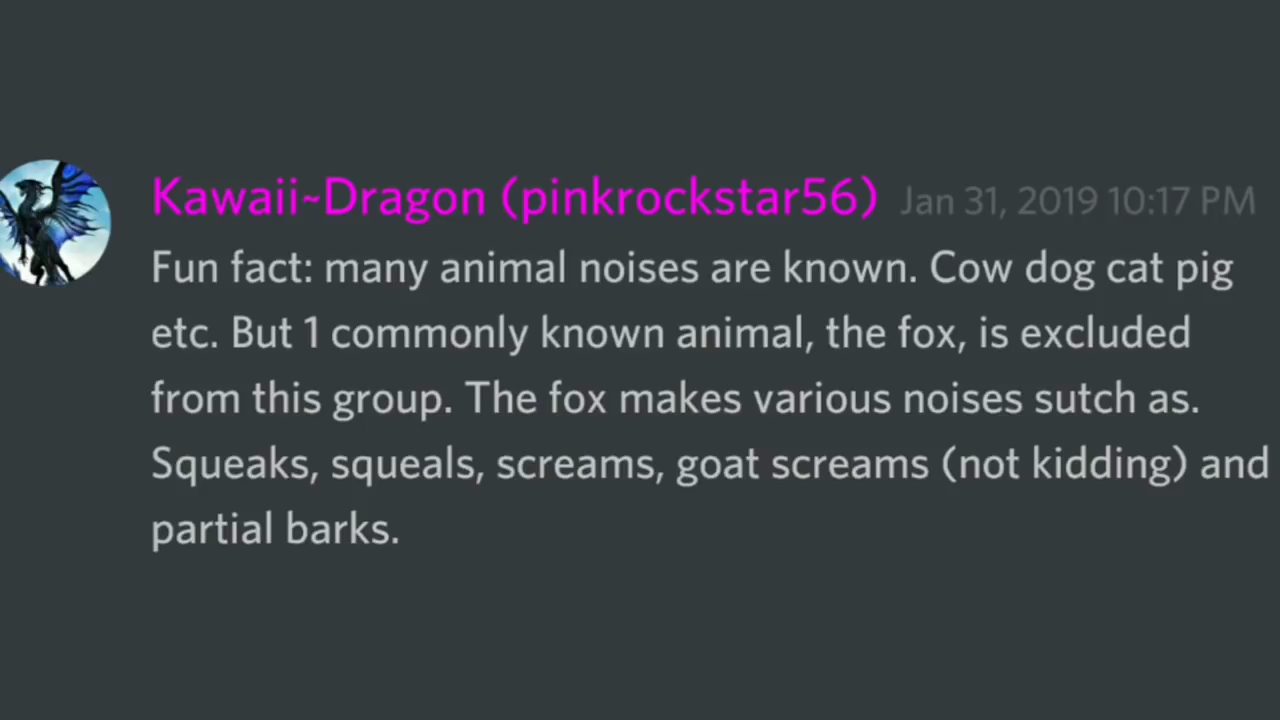 Kawaii~Dragon (pinkrockstar56) Jan 31, 2019 10:17 PM
Fun fact: many animal noises are known. Cow dog cat pig
etc. But 1 commonly known animal, the fox, is excluded
from this group. The fox makes various noises sutch as.
Squeaks, squeals, screams, goat screams (not kidding) and
partial barks.